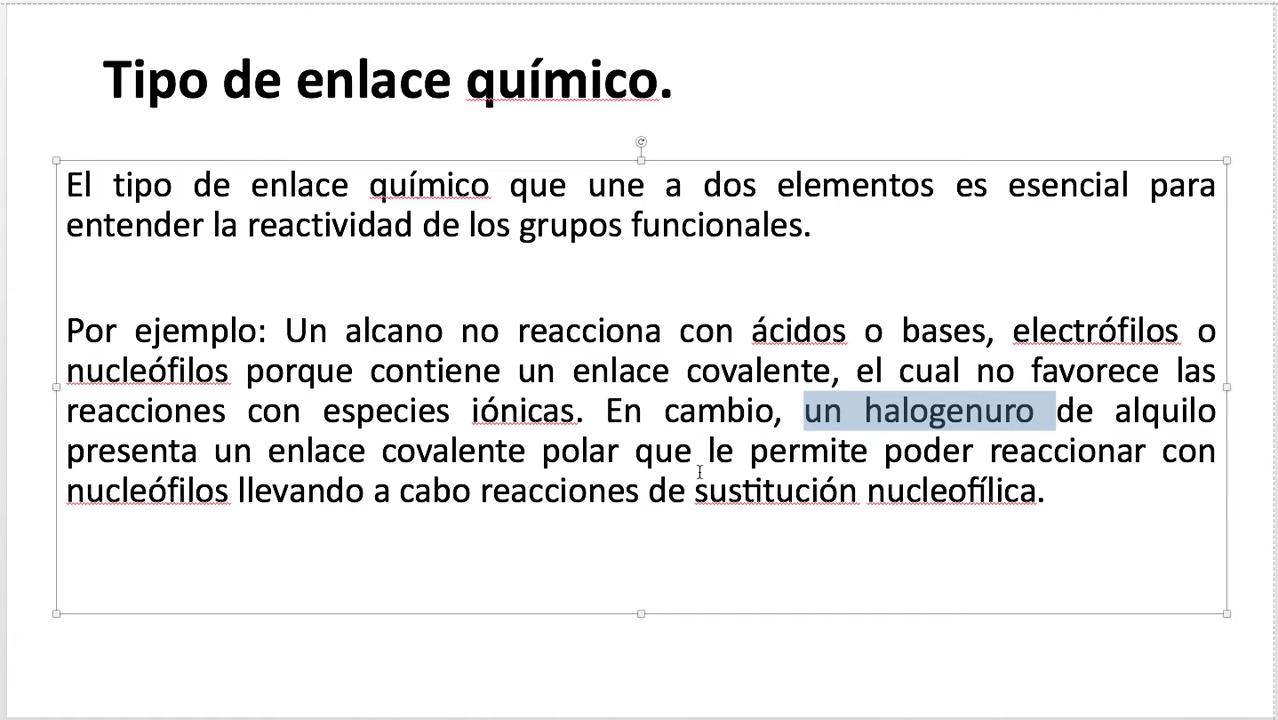 Tipo de enlace químico.
El tipo de enlace químico que une a dos elementos es esencial para
entender la reactividad de los grupos funcionales.
Por ejemplo: Un alcano no reacciona con ácidos o bases, electrófilos o
nucleófilos porque contiene un enlace covalente, el cual no favorece las
reacciones con especies iónicas. En cambio, un halogenuro de alquilo
presenta un enlace covalente polar que le permite poder reaccionar con
nucleófilos llevando a cabo reacciones de sustitución nucleofílica.